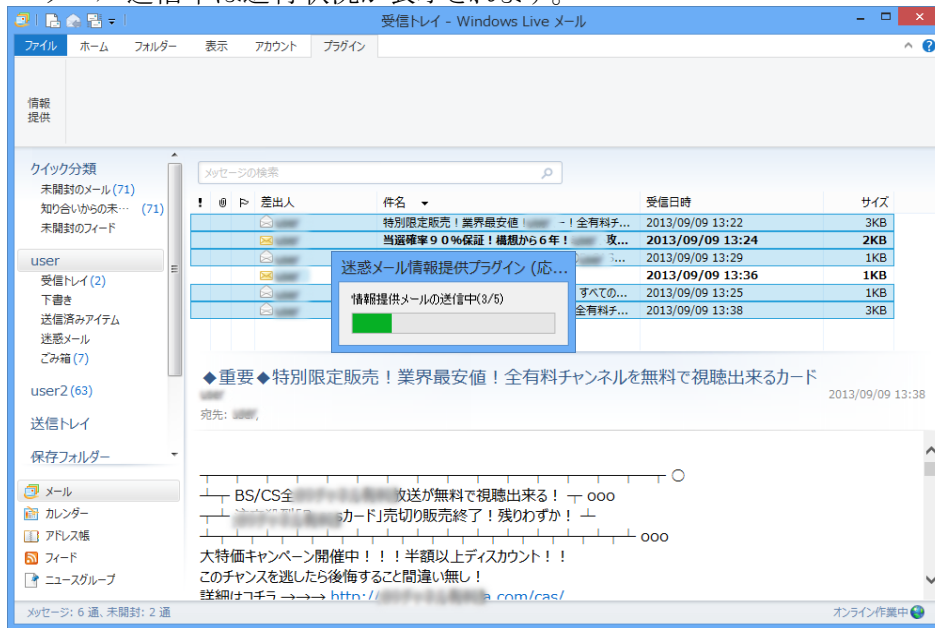 受信トレイ - Windows Live メール
ファイル ホーム フォルダー 表示 アカウント プラグイン
情報
提供
クイック分類
未開封のメール (71)
知り合いからの未… (71)
未開封のフィード
user
受信トレイ (2)
下書き
送信済みアイテム
迷惑メール
ごみ箱 (7)
user2 (63)
送信トレイ
保存フォルダー
メール
カレンダー
アドレス帳
フィード
ニュースグループ
メッセージの検索
! 差出人 件名 受信日時 サイズ
特別限定販売！業界最安値！ -！全有料チ... 2013/09/09 13:22 3KB
当選確率９０％保証！構想から６年！ 攻... 2013/09/09 13:24 2KB
2013/09/09 13:29 1KB
2013/09/09 13:36 1KB
すべての... 2013/09/09 13:25 1KB
全有料チ... 2013/09/09 13:38 3KB
迷惑メール情報提供プラグイン (応...
情報提供メールの送信中(3/5)
◆重要◆特別限定販売！業界最安値！全有料チャンネルを無料で視聴出来るカード
2013/09/09 13:38
宛先:
BS/CS全 放送が無料で視聴出来る！ ooo
カード」売切り販売終了！残りわずか！
ooo
大特価キャンペーン開催中！！！半額以上ディスカウント！！
このチャンスを逃したら後悔すること間違い無し！
詳細はコチラ →→→ http:/ a.com/cas/
メッセージ: 6 通、未開封: 2 通
オンライン作業中